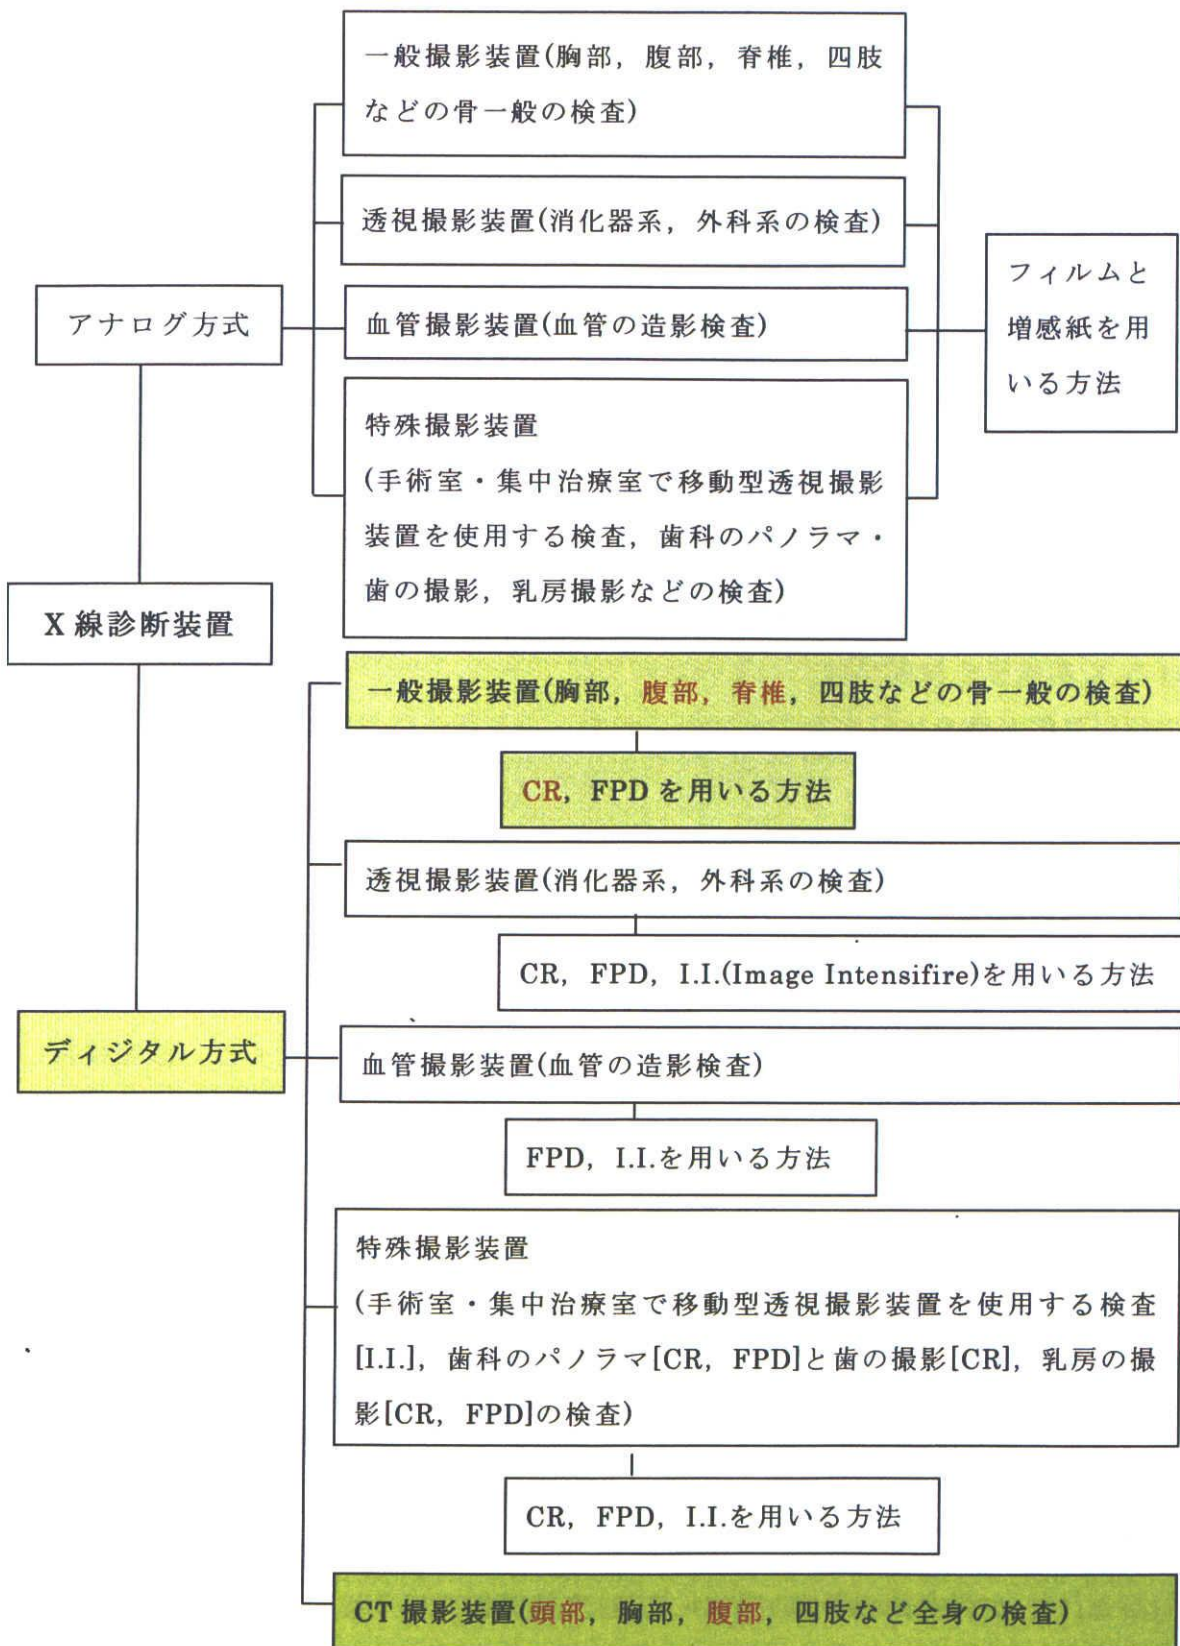 一般撮影装置(胸部，腹部，脊椎，四肢
などの骨一般の検査)
透視撮影装置(消化器系，外科系の検査)
フィルムと
増感紙を用
いる方法
アナログ方式
血管撮影装置(血管の造影検査)
特殊撮影装置
(手術室・集中治療室で移動型透視撮影
装置を使用する検査，歯科のパノラマ・
歯の撮影，乳房撮影などの検査)
X 線診断装置
一般撮影装置(胸部，腹部，脊椎，四肢などの骨一般の検査)
CR，FPD を用いる方法
透視撮影装置(消化器系，外科系の検査)
CR，FPD，I.I.(Image Intensifire)を用いる方法
ディジタル方式
血管撮影装置(血管の造影検査)
FPD，I.I.を用いる方法
特殊撮影装置
(手術室・集中治療室で移動型透視撮影装置を使用する検査
[I.I.]，歯科のパノラマ[CR，FPD]と歯の撮影[CR]，乳房の撮
影[CR，FPD]の検査)
CR，FPD，I.I.を用いる方法
CT 撮影装置(頭部，胸部，腹部，四肢など全身の検査)